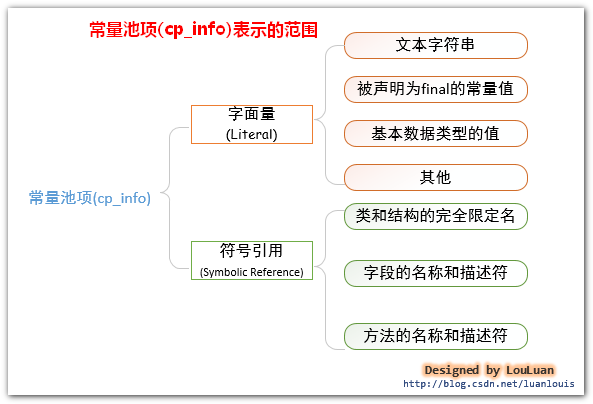 常量池项(cp_info)表示的范围
文本字符串
被声明为final的常量值
字面量
(Literal)
基本数据类型的值
其他
常量池项(cp_info)
类和结构的完全限定名
符号引用
(Symbolic Reference)
字段的名称和描述符
方法的名称和描述符
Designed by LouLuan
http://blog.csdn.net/luanlouis